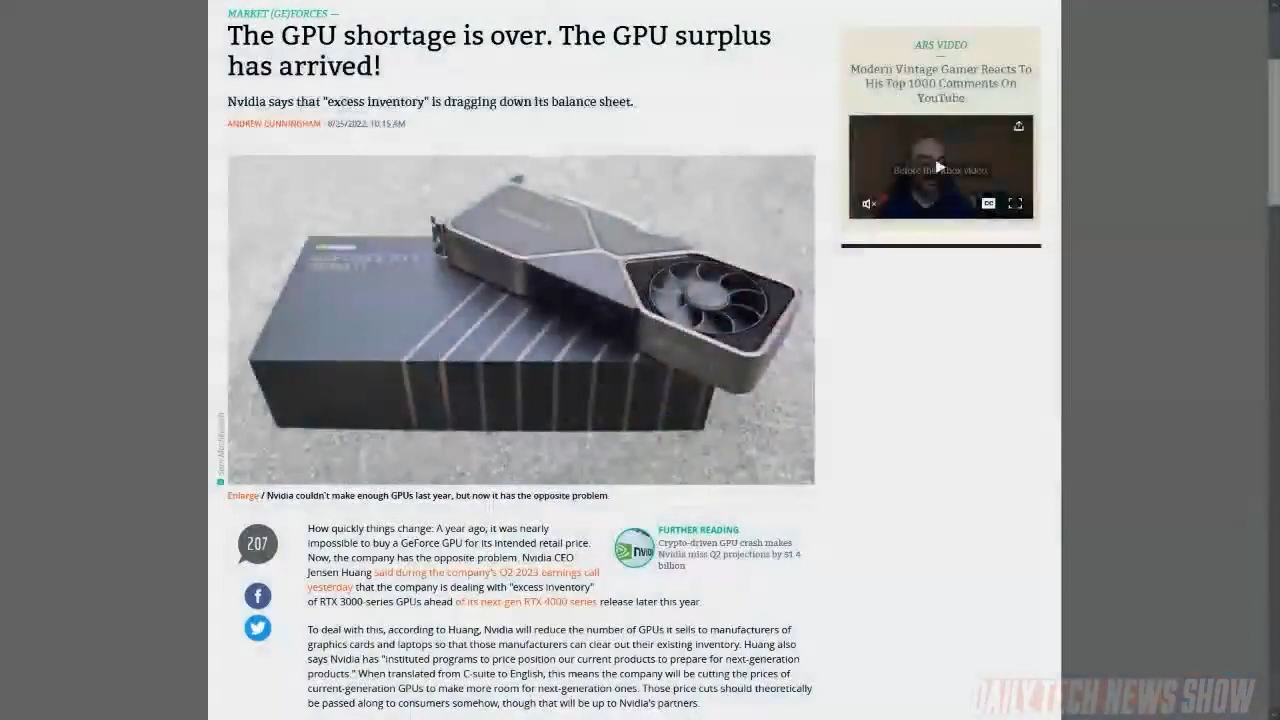 MARKET (GE)FORCES —
The GPU shortage is over. The GPU surplus
has arrived!
Nvidia says that "excess inventory" is dragging down its balance sheet.
ANDREW CUNNINGHAM - 8/25/2022, 10:15 AM
ARS VIDEO
Modern Vintage Gamer Reacts To
His Top 1000 Comments On
YouTube
Before the Xbox video
CC
Enlarge / Nvidia couldn't make enough GPUs last year, but now it has the opposite problem.
207
How quickly things change: A year ago, it was nearly
impossible to buy a GeForce GPU for its intended retail price.
Now, the company has the opposite problem. Nvidia CEO
Jensen Huang said during the company's Q2 2023 earnings call
yesterday that the company is dealing with "excess inventory"
of RTX 3000-series GPUs ahead of its next-gen RTX 4000 series release later this year.
FURTHER READING
Crypto-driven GPU crash makes
Nvidia miss Q2 projections by $1.4
billion
To deal with this, according to Huang, Nvidia will reduce the number of GPUs it sells to manufacturers of
graphics cards and laptops so that those manufacturers can clear out their existing inventory. Huang also
says Nvidia has "instituted programs to price position our current products to prepare for next-generation
products." When translated from C-suite to English, this means the company will be cutting the prices of
current-generation GPUs to make more room for next-generation ones. Those price cuts should theoretically
be passed along to consumers somehow, though that will be up to Nvidia's partners.
DAILY TECH NEWS SHOW